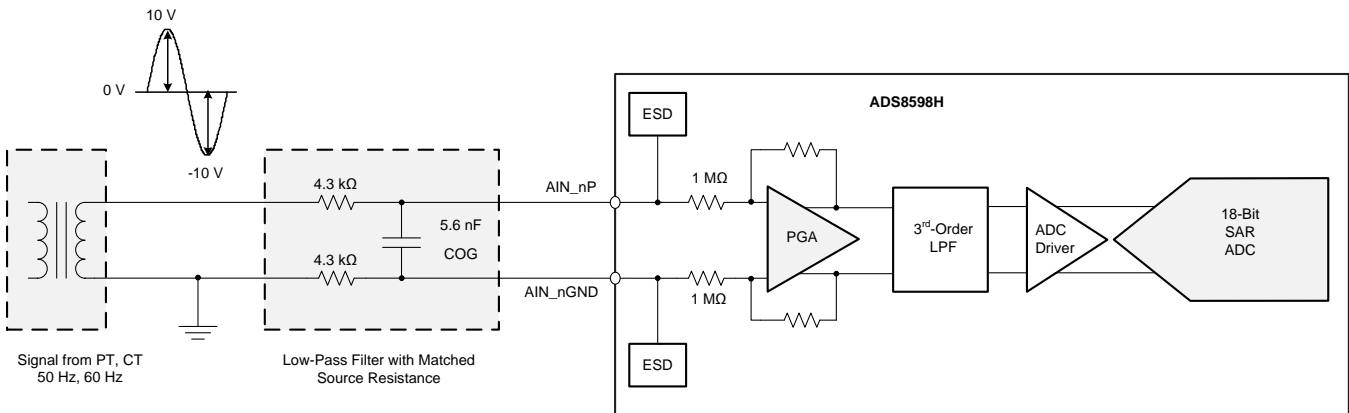 10 V
0 V
-10 V
ADS8598H
ESD
4.3 kΩ
AIN_nP
1 MΩ
5.6 nF
COG
PGA
3rd-Order
LPF
ADC
Driver
18-Bit
SAR
ADC
4.3 kΩ
AIN_nGND
1 MΩ
ESD
Signal from PT, CT
50 Hz, 60 Hz
Low-Pass Filter with Matched
Source Resistance